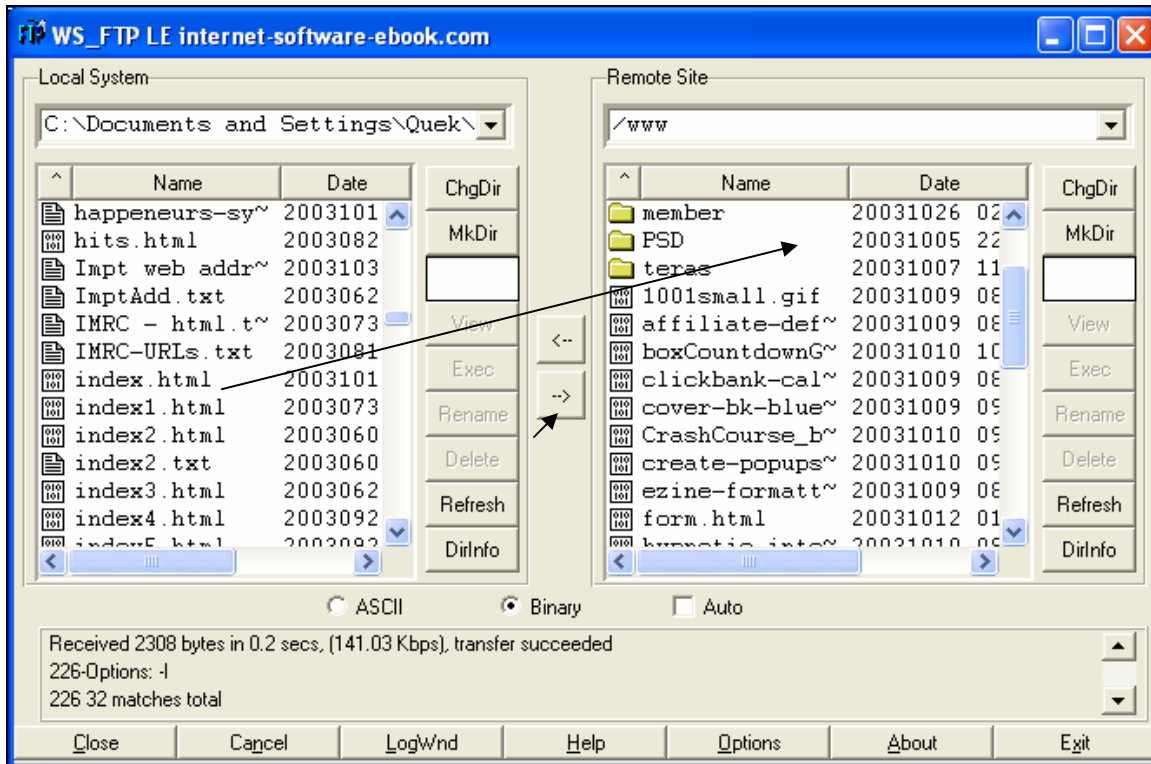 WS_FTP LE internet-software-ebook.com
Local System
C:\Documents and Settings\Quek\
^ Name Date
happeneurs-sy~ 2003101
hits.html 2003082
Impt web addr~ 2003103
ImptAdd.txt 2003062
IMRC - html.t~ 2003073
IMRC-URLs.txt 2003081
index.html 2003101
index1.html 2003073
index2.html 2003060
index2.txt 2003060
index3.html 2003062
index4.html 2003092
index5.html 2003092
ChgDir
MkDir
View
Exec
Rename
Delete
Refresh
DirInfo
<--
-->
Remote Site
/www
^ Name Date
member 20031026 02
PSD 20031005 22
teras 20031007 11
1001small.gif 20031009 08
affiliate-def~ 20031009 08
boxCountdownG~ 20031010 10
clickbank-cal~ 20031009 08
cover-bk-blue~ 20031009 09
CrashCourse_b~ 20031010 09
create-popups~ 20031010 09
ezine-formatt~ 20031009 08
form.html 20031012 01
hypnotic-inte~ 20031010 09
ChgDir
MkDir
View
Exec
Rename
Delete
Refresh
DirInfo
ASCII Binary Auto
Received 2308 bytes in 0.2 secs, (141.03 Kbps), transfer succeeded
226-Options: -l
226 32 matches total
Close Cancel LogWnd Help Options About Exit